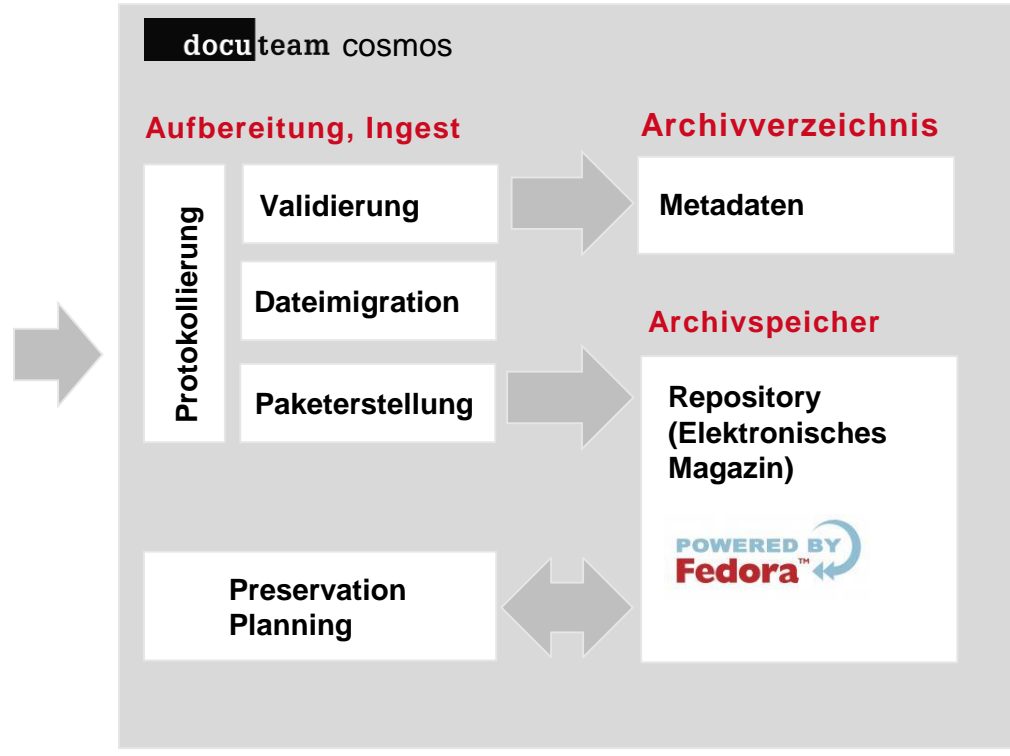 docuteam cosmos
Aufbereitung, Ingest
Protokollierung
Validierung
Dateimigration
Paketerstellung
Preservation
Planning
Archivverzeichnis
Metadaten
Archivspeicher
Repository
(Elektronisches
Magazin)
POWERED BY
Fedora™